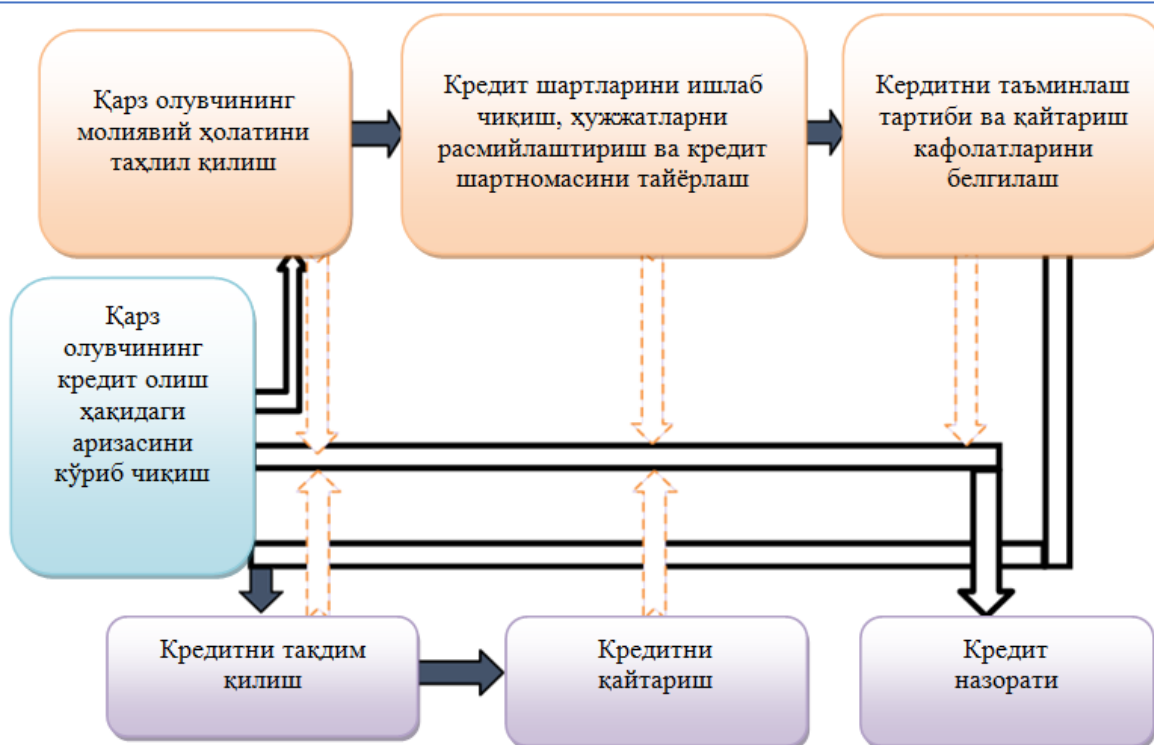 Қарз олувчининг
молиявий ҳолатини
таҳлил қилиш
Кредит шартларини ишлаб
чиқиш, ҳужжатларни
расмийлаштириш ва кредит
шартномасини тайёрлаш
Кердитни таъминлаш
тартиби ва қайтариш
кафолатларини
белгилаш
Қарз
олувчининг
кредит олиш
ҳақидаги
аризасини
кўриб чиқиш
Кредитни тақдим
қилиш
Кредитни
қайтариш
Кредит
назорати